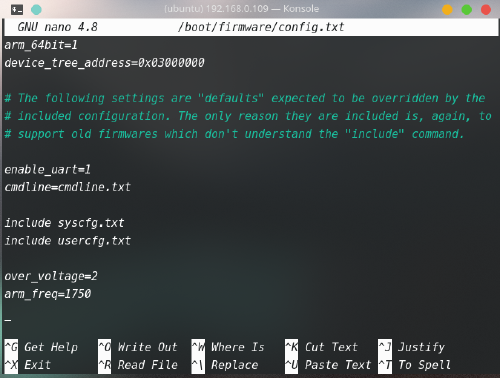 (ubuntu) 192.168.0.109 — Konsole
GNU nano 4.8 /boot/firmware/config.txt
arm_64bit=1
device_tree_address=0x03000000
# The following settings are "defaults" expected to be overridden by the
# included configuration. The only reason they are included is, again, to
# support old firmwares which don't understand the "include" command.
enable_uart=1
cmdline=cmdline.txt
include syscfg.txt
include usercfg.txt
over_voltage=2
arm_freq=1750
^G Get Help ^O Write Out ^W Where Is ^K Cut Text ^J Justify
^X Exit ^R Read File ^\ Replace ^U Paste Text ^T To Spell